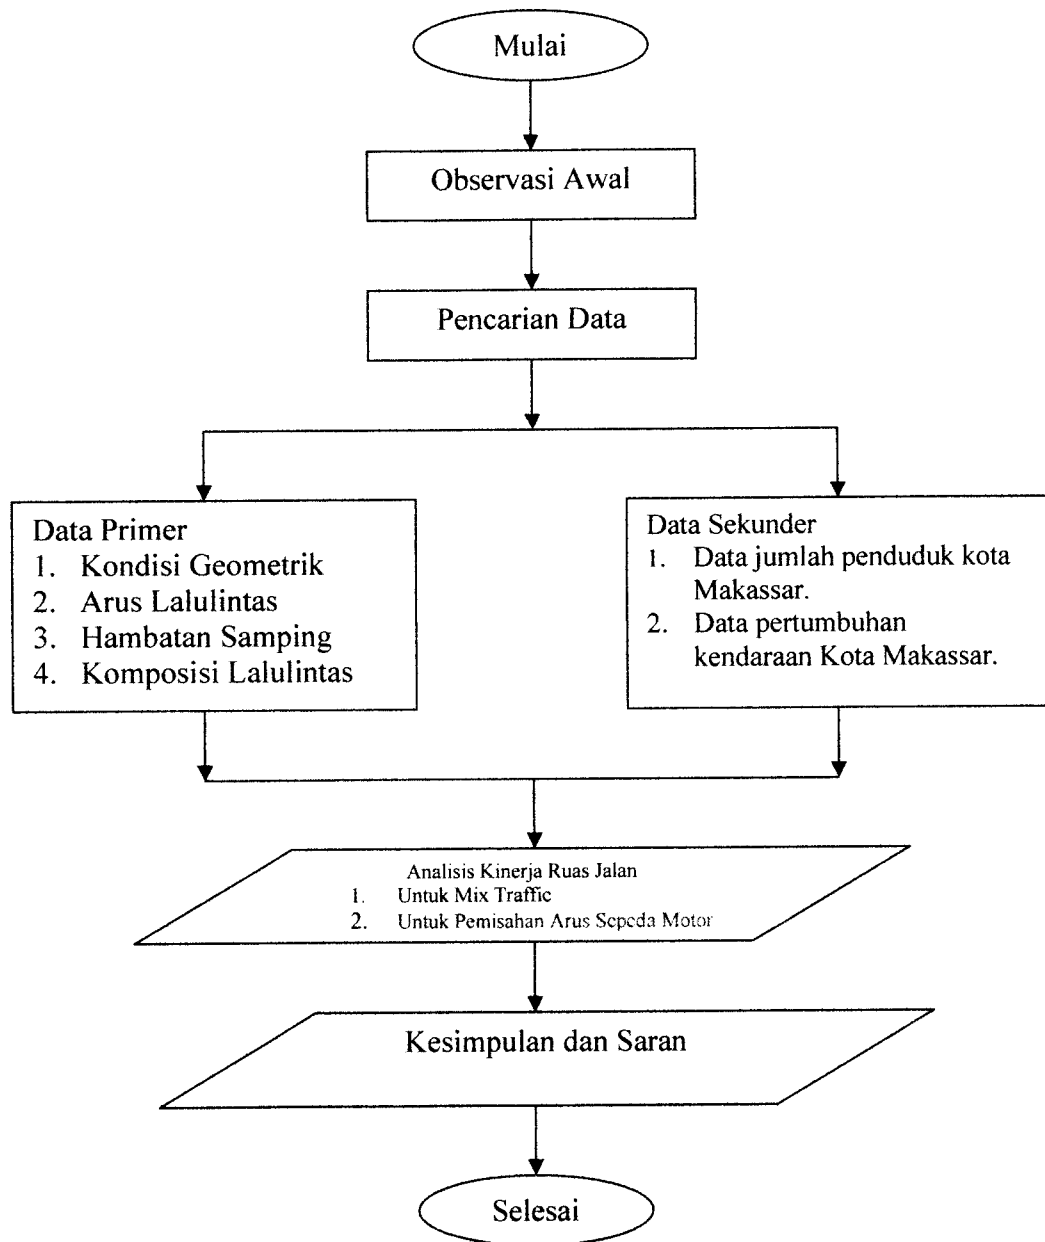 Mulai
Observasi Awal
Pencarian Data
Data Primer
1. Kondisi Geometrik
2. Arus Lalulintas
3. Hambatan Samping
4. Komposisi Lalulintas
Data Sekunder
1. Data jumlah penduduk kota
Makassar.
2. Data pertumbuhan
kendaraan Kota Makassar.
Analisis Kinerja Ruas Jalan
1. Untuk Mix Traffic
2. Untuk Pemisahan Arus Sepeda Motor
Kesimpulan dan Saran
Selesai